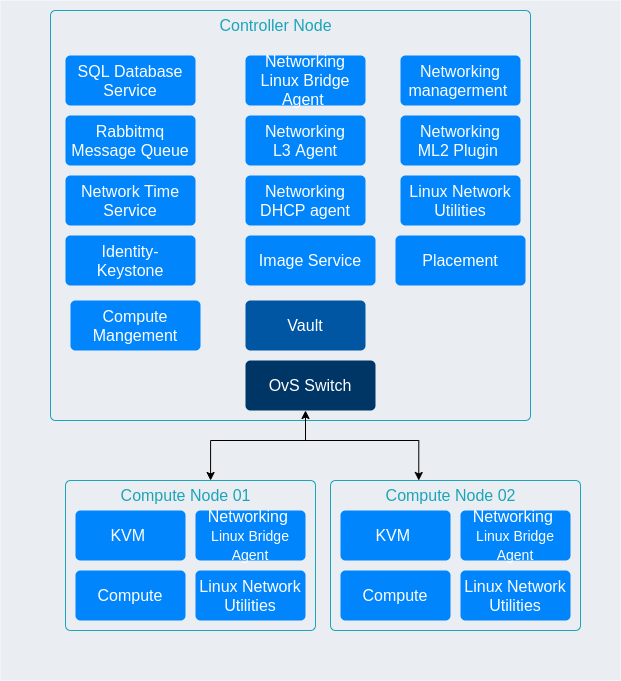 Controller Node
SQL Database
Service
Networking
Linux Bridge
Agent
Networking
managerment
Rabbitmq
Message Queue
Networking
L3 Agent
Networking
ML2 Plugin
Network Time
Service
Networking
DHCP agent
Linux Network
Utilities
Identity-
Keystone
Image Service
Placement
Compute
Mangement
Vault
OvS Switch
Compute Node 01
KVM
Networking
Linux Bridge
Agent
Compute
Linux Network
Utilities
Compute Node 02
KVM
Networking
Linux Bridge
Agent
Compute
Linux Network
Utilities